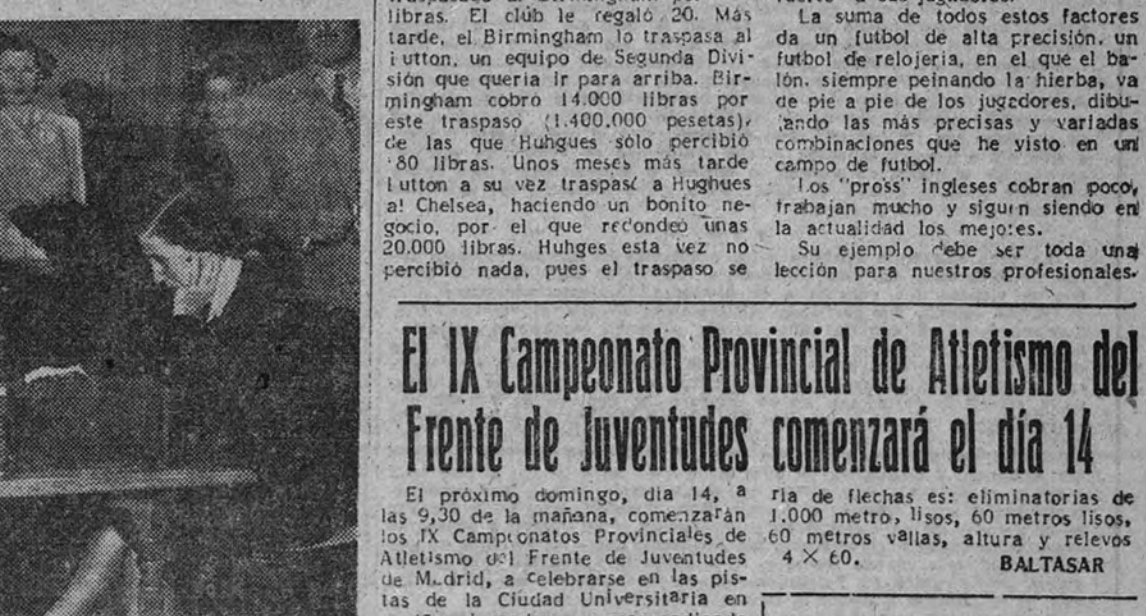 libras. El club le regaló 20. Más
tarde, el Birmingham lo traspasa al
utton, un equipo de Segunda Divi-
sión que queria ir para arriba. Bir-
mingham cobró 14.000 libras por
este traspaso (1.400.000 pesetas),
de las que Huhgues sólo percibió
80 libras. Unos meses más tarde
utton a su vez traspasó a Hughues
al Chelsea, haciendo un bonito ne-
gocio, por el que redondeó unas
20.000 libras. Huhges esta vez no
percibió nada, pues el traspaso se
La suma de todos estos factores
da un futbol de alta precisión, un
futbol de relojeria, en el que el ba-
lón, siempre peinando la hierba, va
de pie a pie de los jugadores, dibu-
jando las más precisas y variadas
combinaciones que he visto en un
campo de futbol.
Los "pross" ingleses cobran poco,
trabajan mucho y siguen siendo en
la actualidad los mejores.
Su ejemplo debe ser toda una
lección para nuestros profesionales.
El IX Campeonato Provincial de Atletismo del
Frente de Juventudes comenzará el día 14
El próximo domingo, dia 14, a
las 9,30 de la mañana, comenzarán
los IX Campeonatos Provinciales de
Atletismo del Frente de Juventudes
de Madrid, a celebrarse en las pis-
tas de la Ciudad Universitaria en
ria de flechas es: eliminatorias de
1.000 metro, lisos, 60 metros lisos,
60 metros vallas, altura y relevos
4 × 60.
BALTASAR